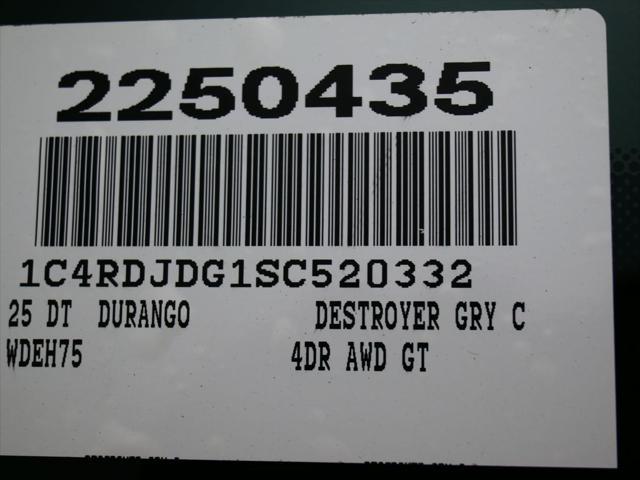 2250435
1C4RDJDG1SC520332
25 DT DURANGO DESTROYER GRY C
WDEH75 4DR AWD GT